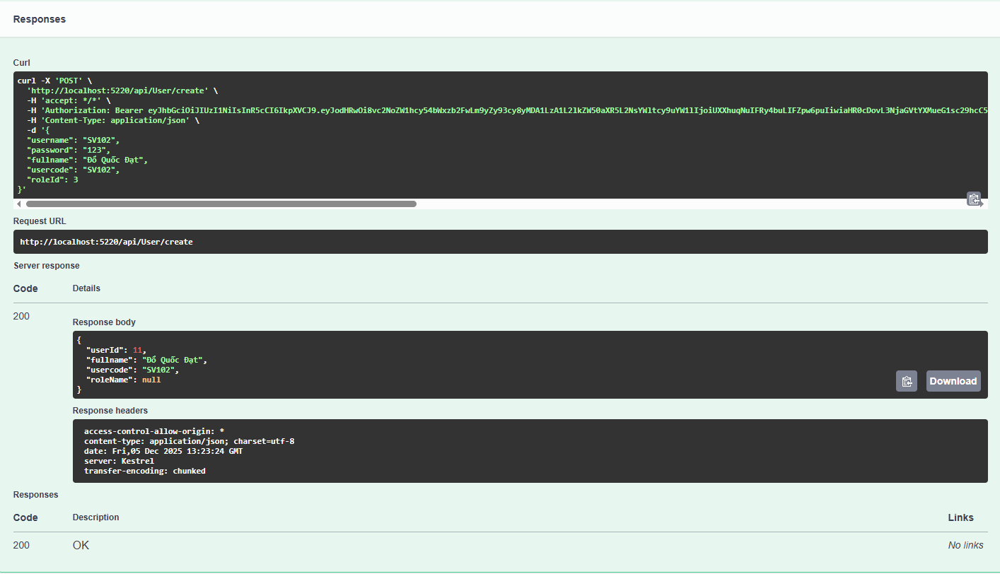 Responses
Curl
curl -X 'POST' \
'http://localhost:5220/api/User/create' \
-H 'accept: */*' \
-H 'Authorization: Bearer
-H 'Content-Type: application/json' \
-d '{
"username": "SV102",
"password": "123",
"fullname": "Đổ Quốc Đạt",
"usercode": "SV102",
"roleId": 3
}'
Request URL
http://localhost:5220/api/User/create
Server response
Code Details
200
Response body
{
"userId": 11,
"fullname": "Đổ Quốc Đạt",
"usercode": "SV102",
"roleName": null
}
Download
Response headers
access-control-allow-origin: *
content-type: application/json; charset=utf-8
date: Fri,05 Dec 2025 13:23:24 GMT
server: Kestrel
transfer-encoding: chunked
Responses
Code Description Links
200 OK No links